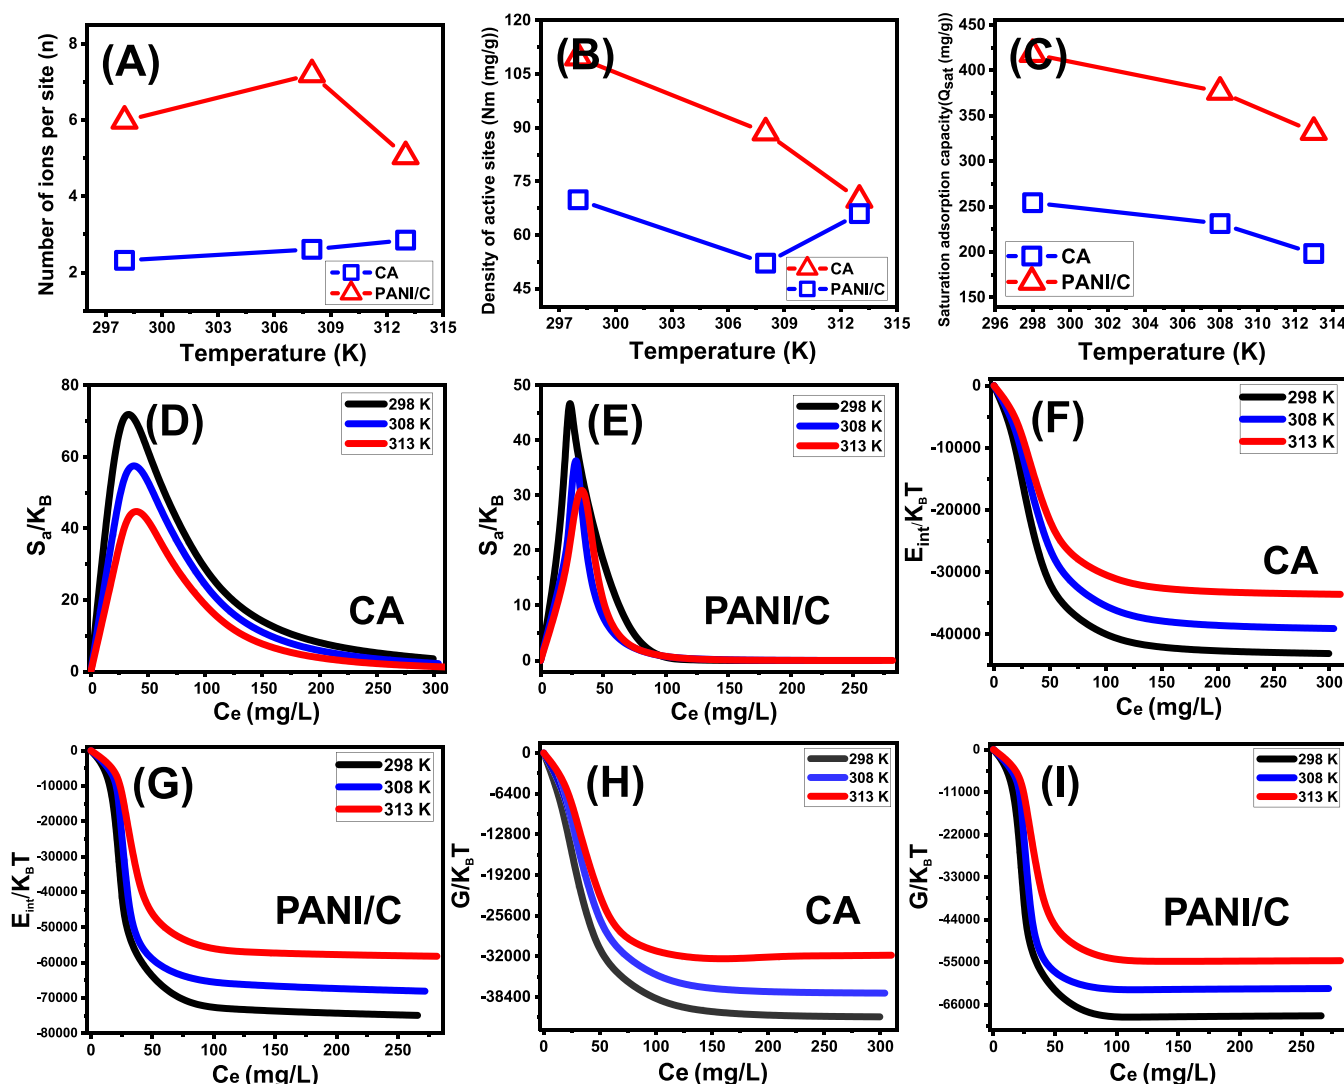 (A)
Number of ions per site (n)
8
6
4
2
CA
PANI/C
297 300 303 306 309 312 315
Temperature (K)
(B)
Density of active sites (Nm (mg/g))
120
105
90
75
60
45
CA
PANI/C
297 300 303 306 309 312 315
Temperature (K)
(C)
Saturation adsorption capacity(Qsat (mg/g))
450
400
350
300
250
200
150
CA
PANI/C
296 298 300 302 304 306 308 310 312 314
Temperature (K)
(D)
Sa/KB
80
60
40
20
0
298 K
308 K
313 K
CA
0 50 100 150 200 250 300
Ce (mg/L)
(E)
Sa/KB
50
40
30
20
10
0
298 K
308 K
313 K
PANI/C
0 50 100 150 200 250
Ce (mg/L)
(F)
Eint/KBT
0
-10000
-20000
-30000
-40000
298 K
308 K
313 K
CA
0 50 100 150 200 250 300
Ce (mg/L)
(G)
Eint/KBT
0
-10000
-20000
-30000
-40000
-50000
-60000
-70000
-80000
298 K
308 K
313 K
PANI/C
0 50 100 150 200 250
Ce (mg/L)
(H)
G/KBT
0
-6400
-12800
-19200
-25600
-32000
-38400
298 K
308 K
313 K
CA
0 50 100 150 200 250 300
Ce (mg/L)
(I)
G/KBT
0
-11000
-22000
-33000
-44000
-55000
-66000
298 K
308 K
313 K
PANI/C
0 50 100 150 200 250
Ce (mg/L)